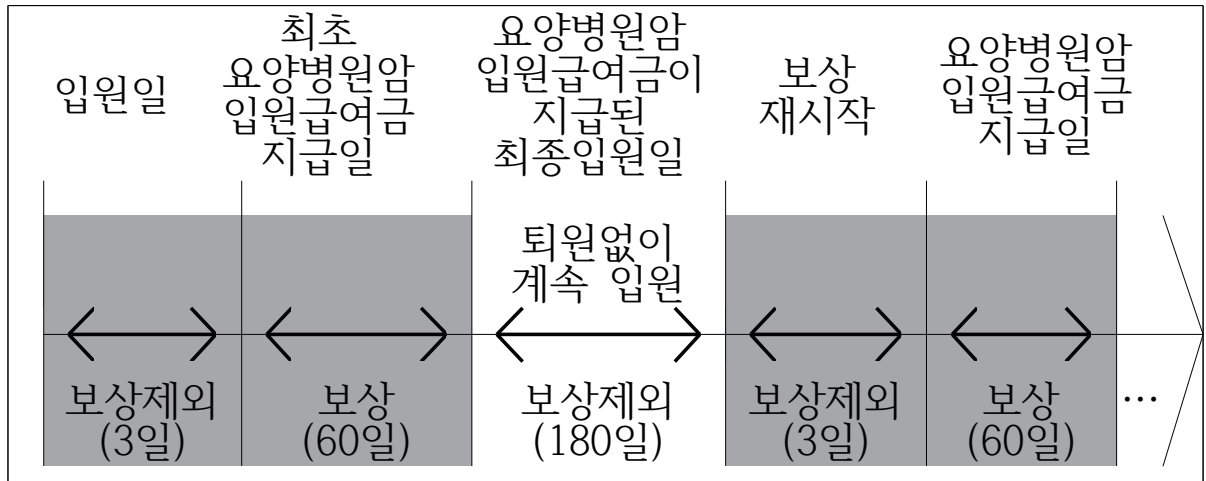 입원일
최초
요양병원암
입원급여금
지급일
요양병원암
입원급여금이
지급된
최종입원일
보상
재시작
요양병원암
입원급여금
지급일
퇴원없이
계속 입원
보상제외
(3일)
보상
(60일)
보상제외
(180일)
보상제외
(3일)
보상
(60일)
…